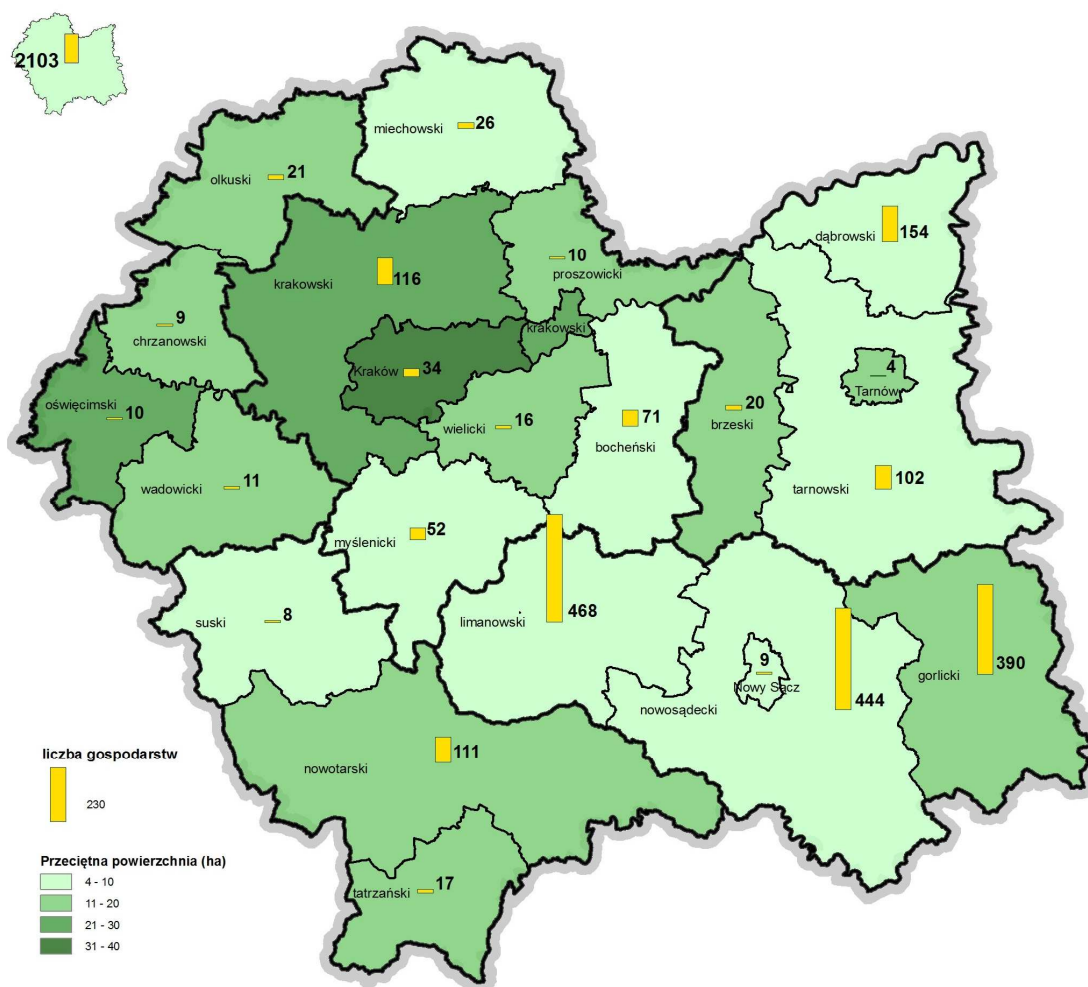 2103
miechowski
26
olkuski
21
dąbrowski
154
krakowski
116
10
proszowicki
9
chrzanowski
krakowski
Kraków
34
4
Tarnów
oświęcimski
10
wielicki
16
71
bocheński
20
brzeski
wadowicki
11
tarnowski
102
myślenicki
52
suski
8
limanowski
468
9
Nowy Sącz
nowosądecki
444
gorlicki
390
nowotarski
111
tatrzański
17
liczba gospodarstw
230
Przeciętna powierzchnia (ha)
4 - 10
11 - 20
21 - 30
31 - 40